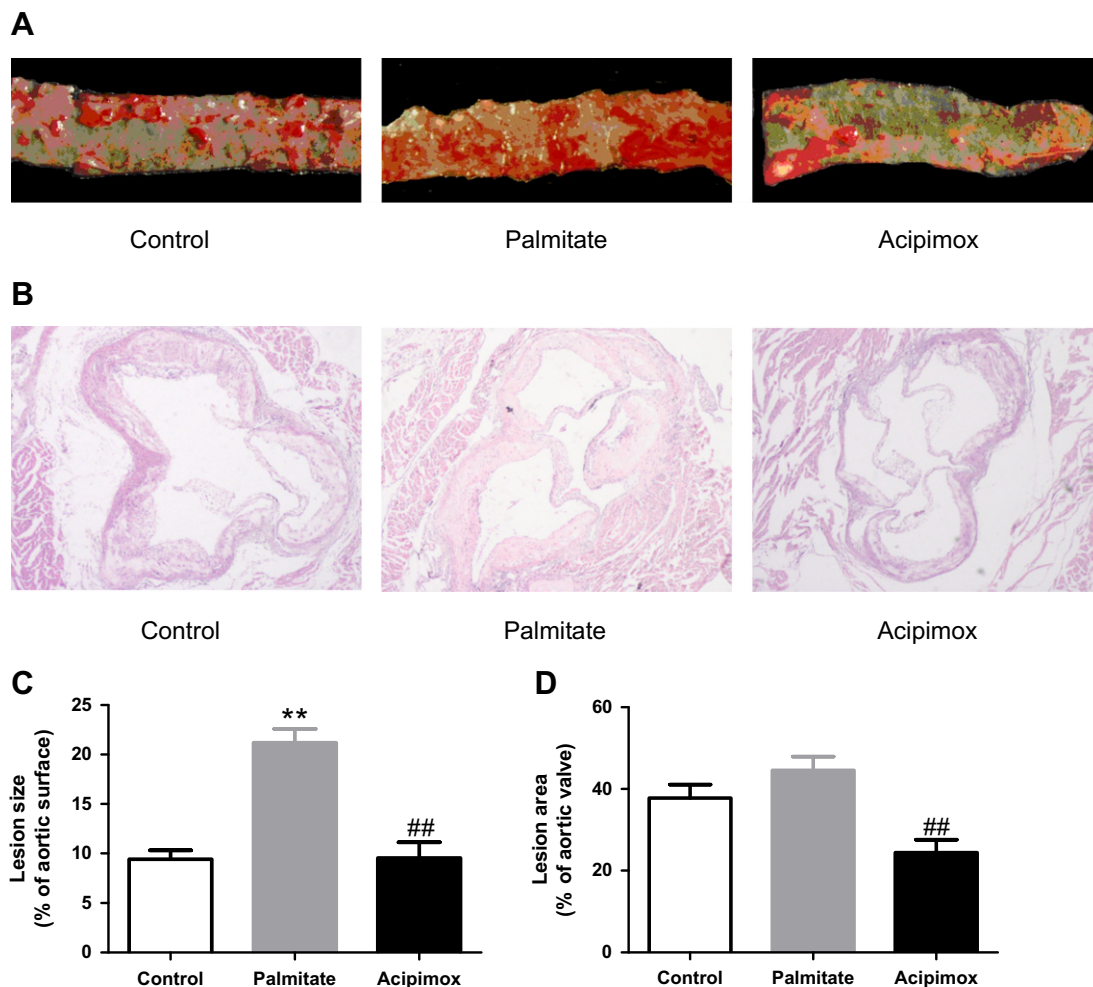 A
Control Palmitate Acipimox
B
Control Palmitate Acipimox
C
Lesion size
(% of aortic surface)
25
20
15
10
5
0
**
##
Control Palmitate Acipimox
D
Lesion area
(% of aortic valve)
60
40
20
0
##
Control Palmitate Acipimox